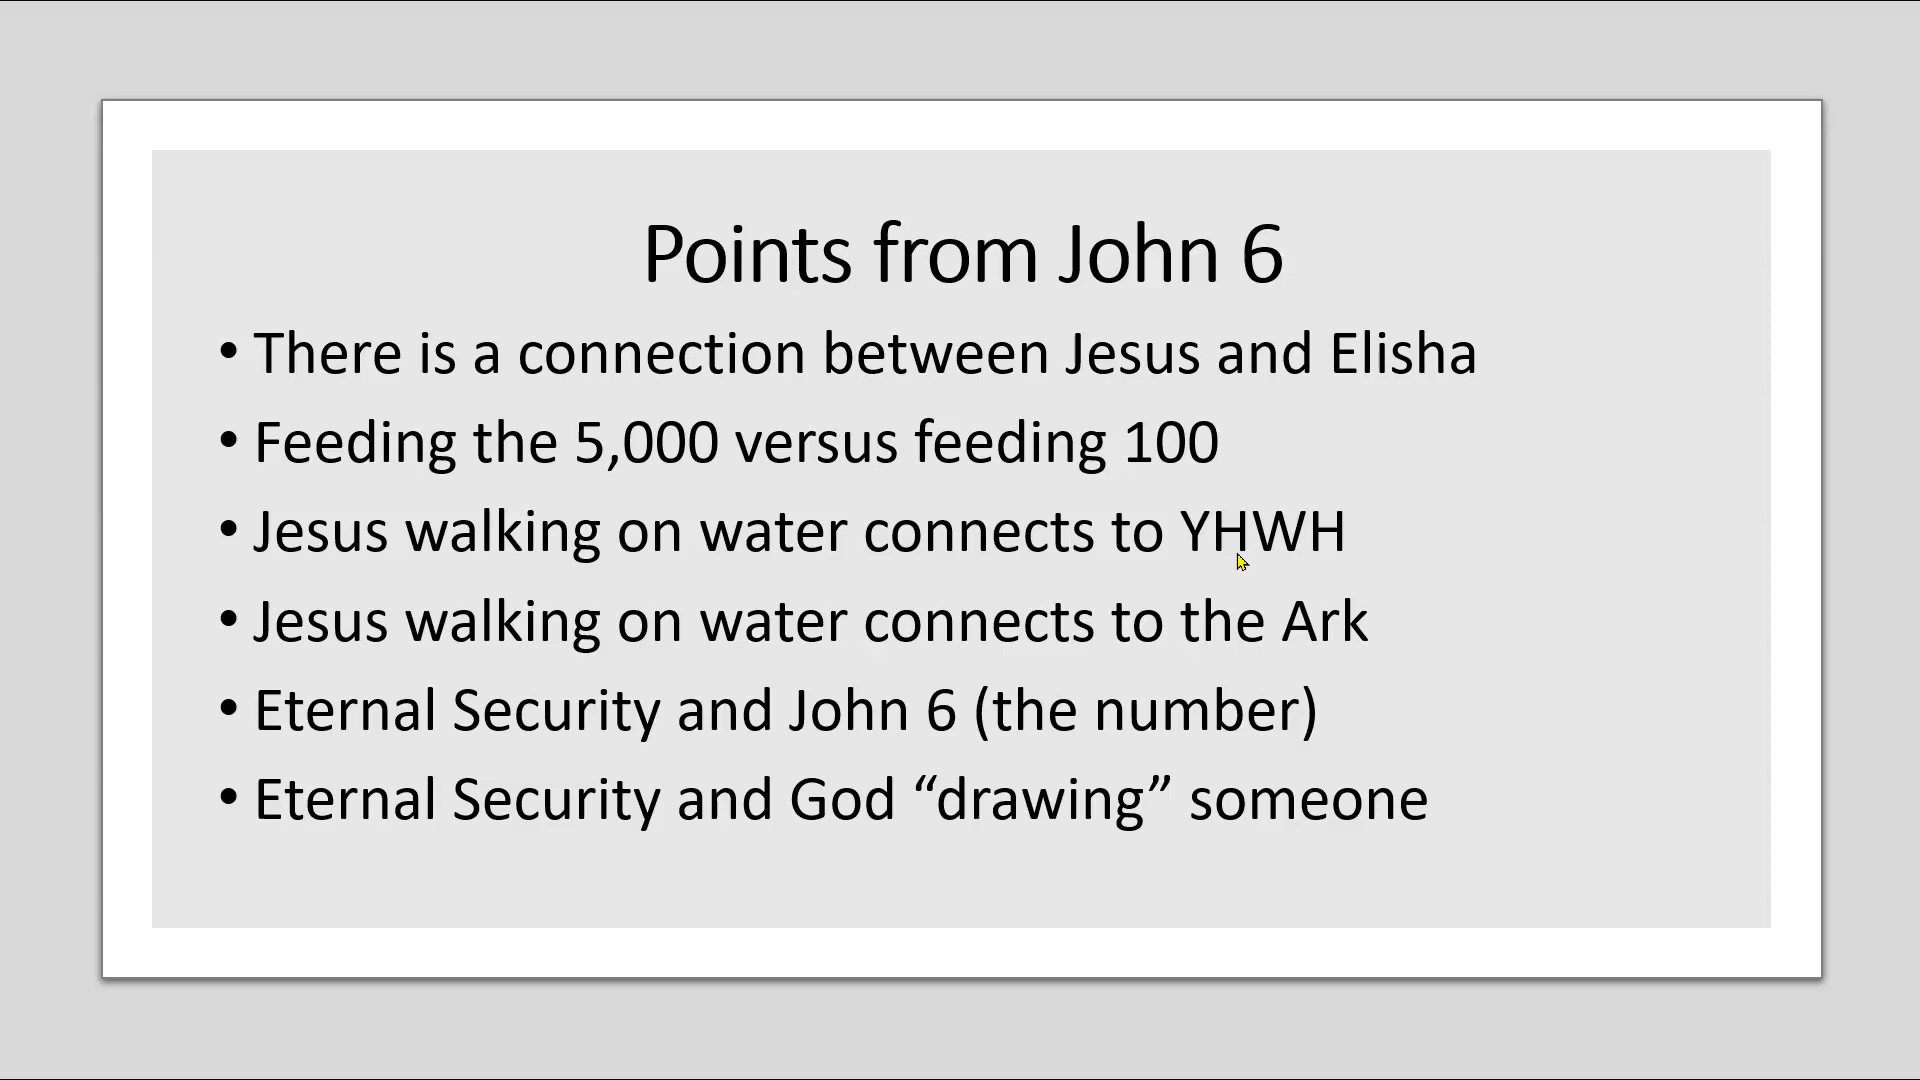 Points from John 6
• There is a connection between Jesus and Elisha
• Feeding the 5,000 versus feeding 100
• Jesus walking on water connects to YHWH
• Jesus walking on water connects to the Ark
• Eternal Security and John 6 (the number)
• Eternal Security and God “drawing” someone